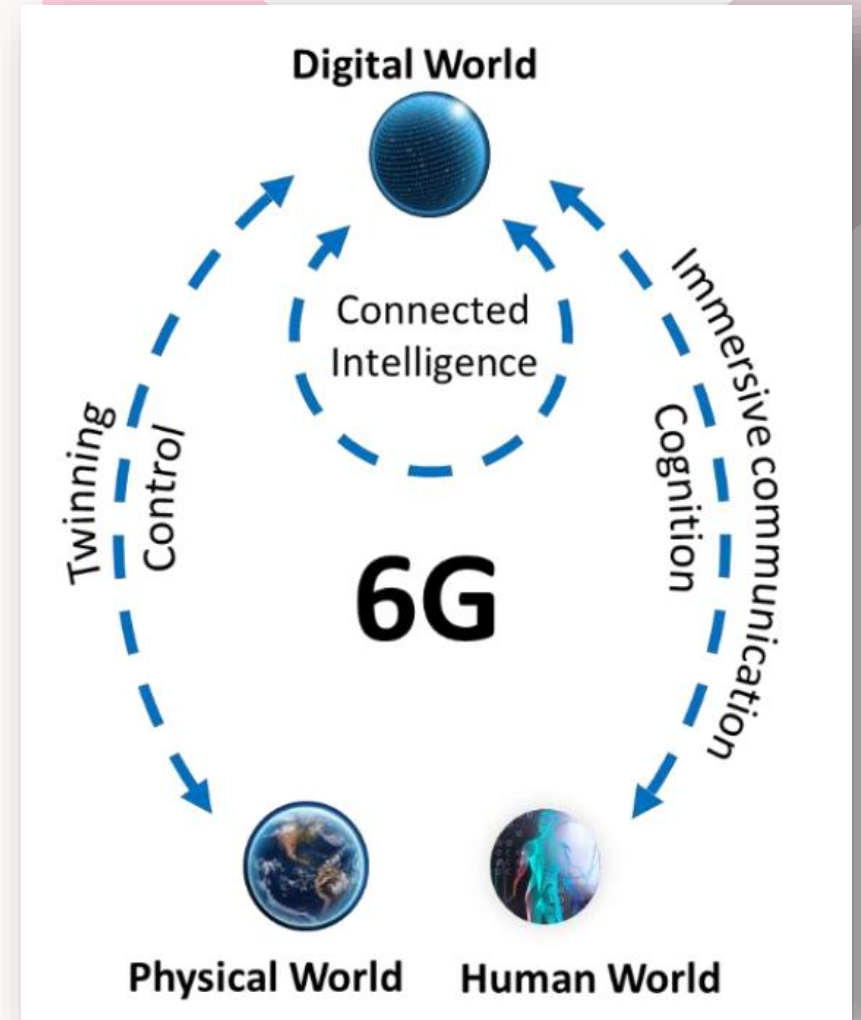 Digital World
Connected
Intelligence
Twinning
Control
Immersive communication
Cognition
6G
Physical World
Human World